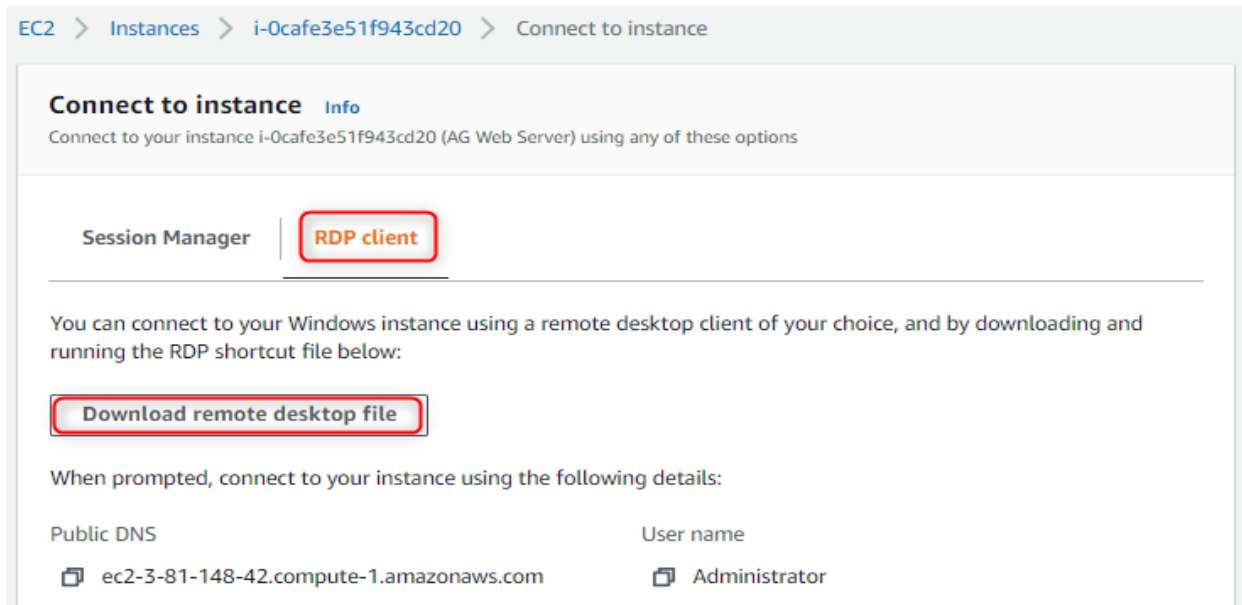 EC2 > Instances > i-0cafe3e51f943cd20 > Connect to instance
Connect to instance Info
Connect to your instance i-0cafe3e51f943cd20 (AG Web Server) using any of these options
Session Manager RDP client
You can connect to your Windows instance using a remote desktop client of your choice, and by downloading and
running the RDP shortcut file below:
Download remote desktop file
When prompted, connect to your instance using the following details:
Public DNS User name
ec2-3-81-148-42.compute-1.amazonaws.com Administrator